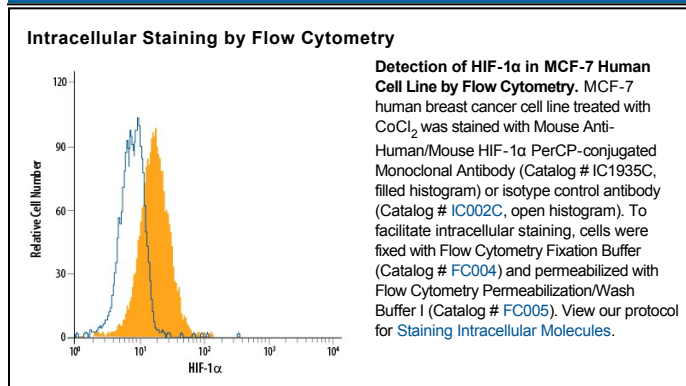 Intracellular Staining by Flow Cytometry
120
90
60
30
0
Relative Cell Number
10⁰ 10¹ 10² 10³ 10⁴
HIF-1α
Detection of HIF-1α in MCF-7 Human
Cell Line by Flow Cytometry. MCF-7
human breast cancer cell line treated with
CoCl₂ was stained with Mouse Anti-
Human/Mouse HIF-1α PerCP-conjugated
Monoclonal Antibody (Catalog # IC1935C,
filled histogram) or isotype control antibody
(Catalog # IC002C, open histogram). To
facilitate intracellular staining, cells were
fixed with Flow Cytometry Fixation Buffer
(Catalog # FC004) and permeabilized with
Flow Cytometry Permeabilization/Wash
Buffer I (Catalog # FC005). View our protocol
for Staining Intracellular Molecules.